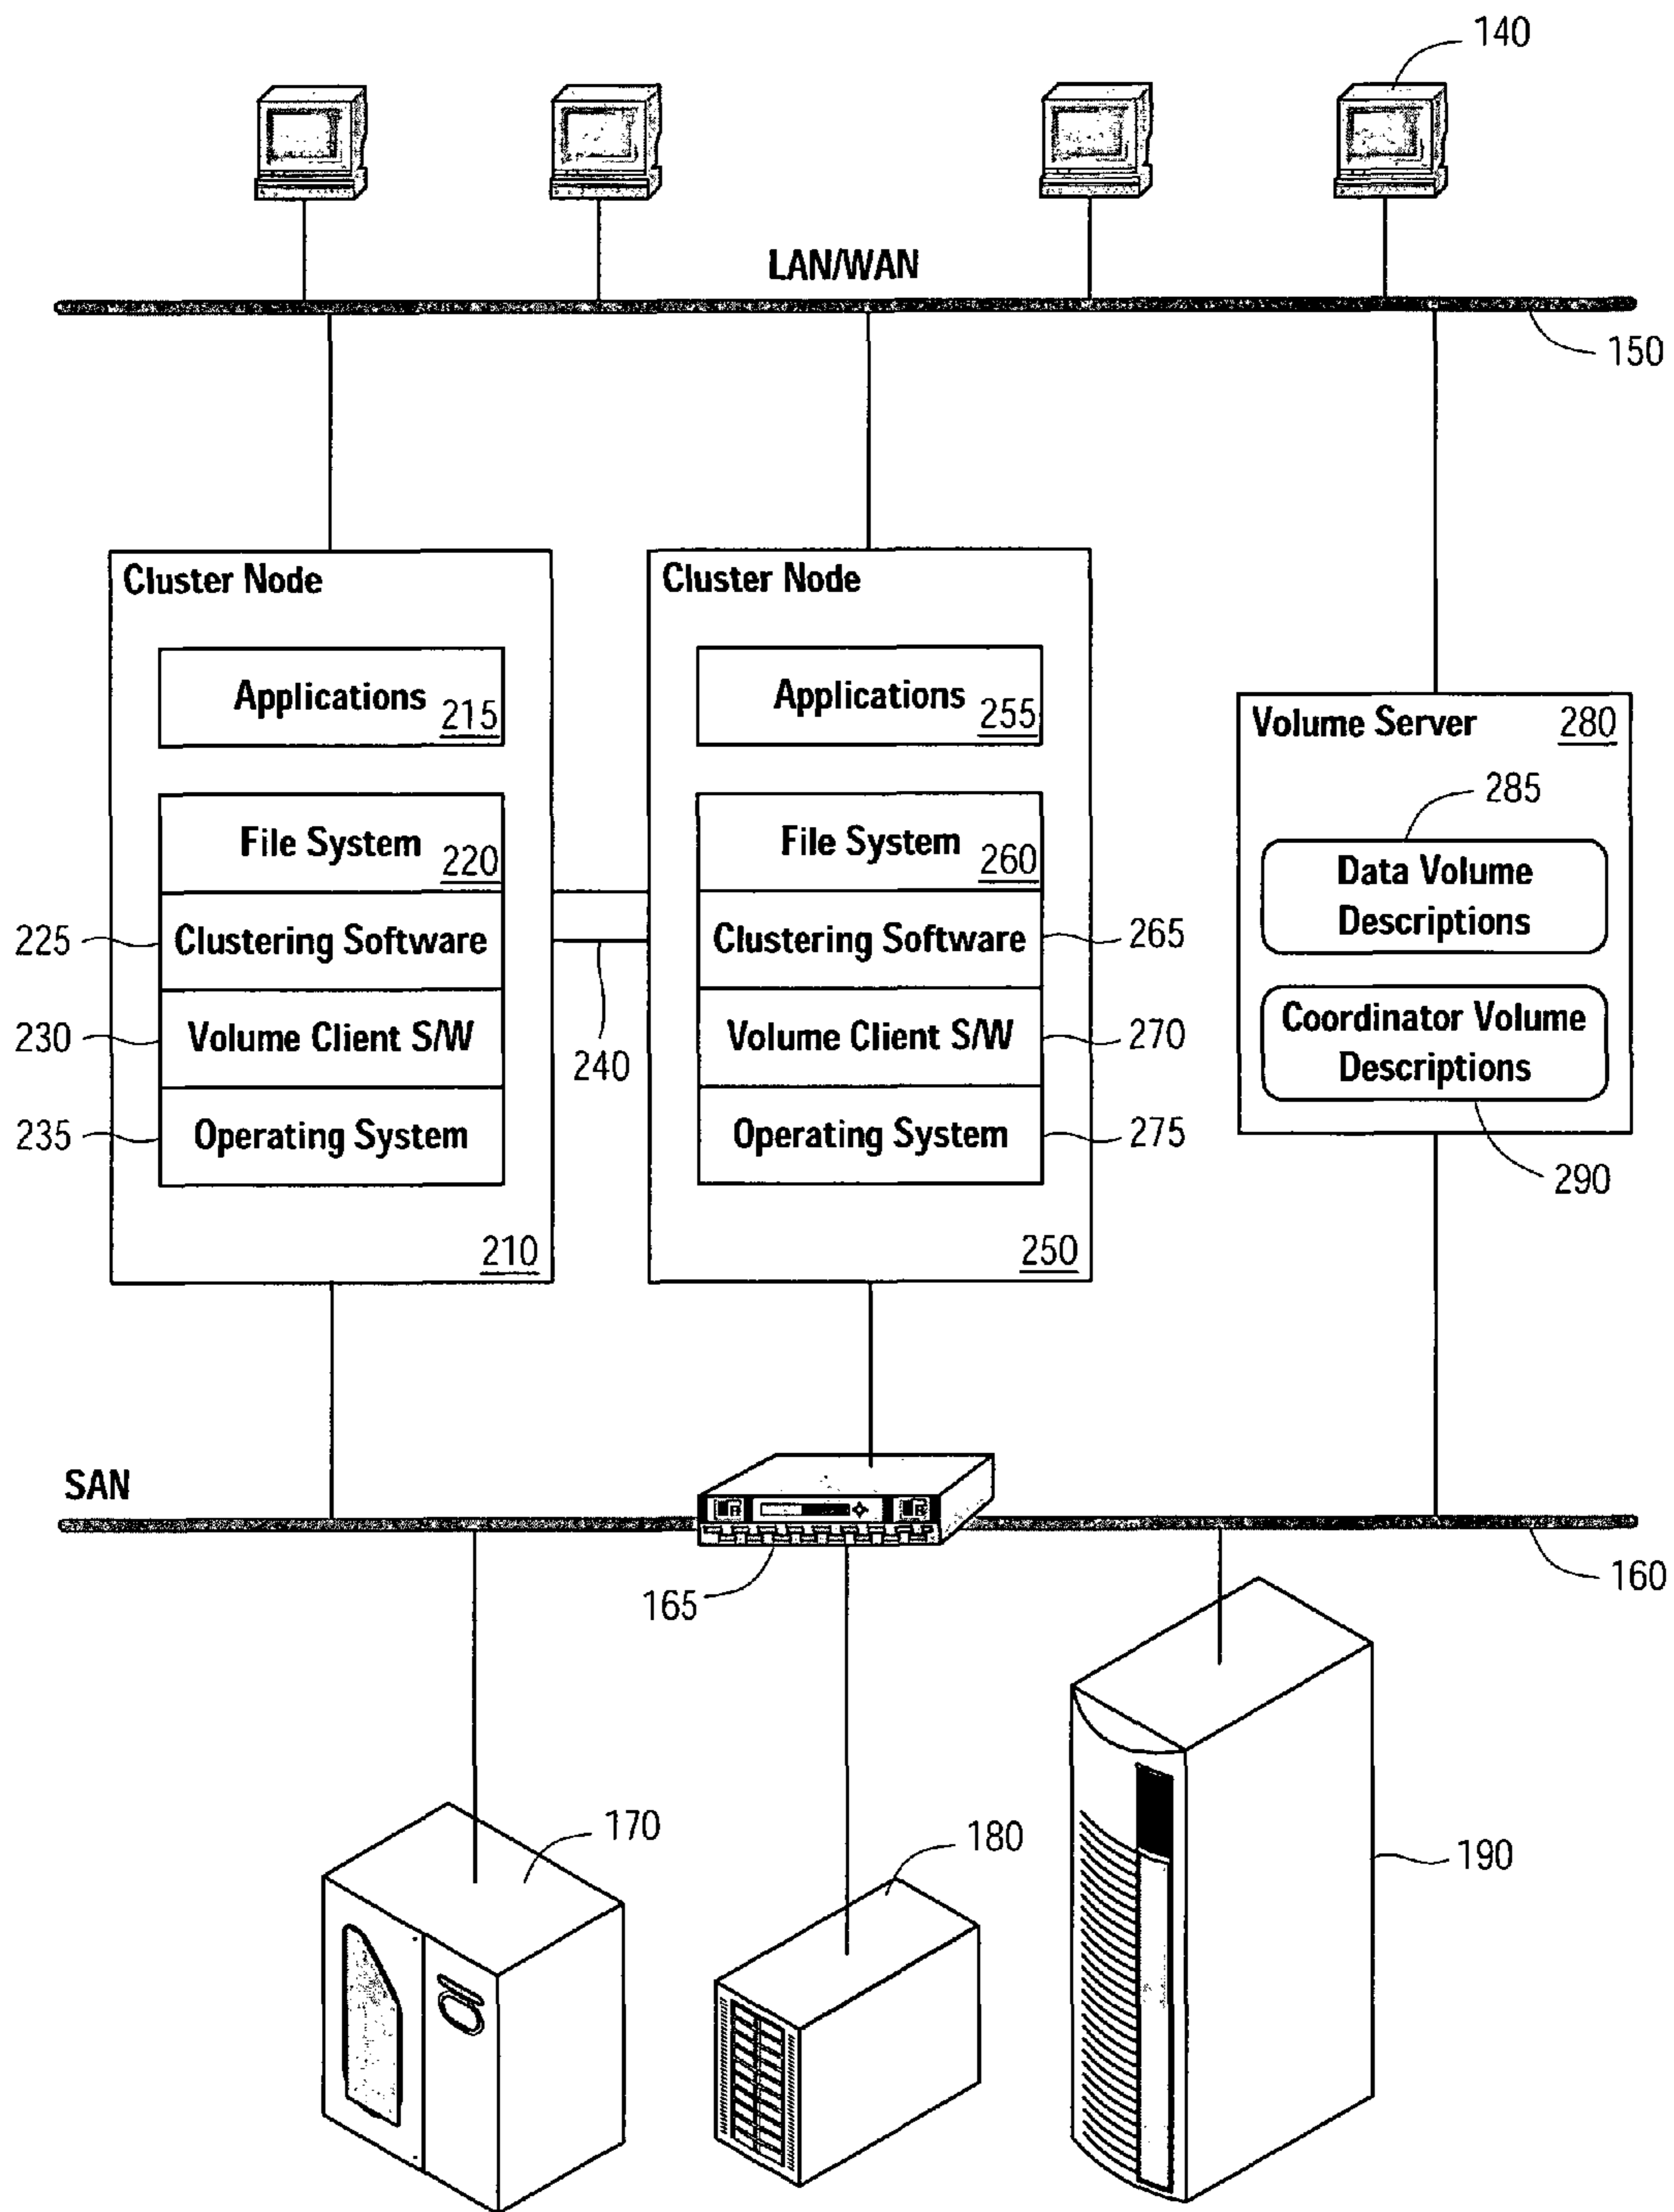 140
LAN/WAN
150
Cluster Node
Applications
215
File System
220
225
Clustering Software
230
Volume Client S/W
235
Operating System
210
240
Cluster Node
Applications
255
File System
260
Clustering Software
265
Volume Client S/W
270
Operating System
275
250
Volume Server
280
285
Data Volume
Descriptions
Coordinator Volume
Descriptions
290
SAN
165
160
170
180
190